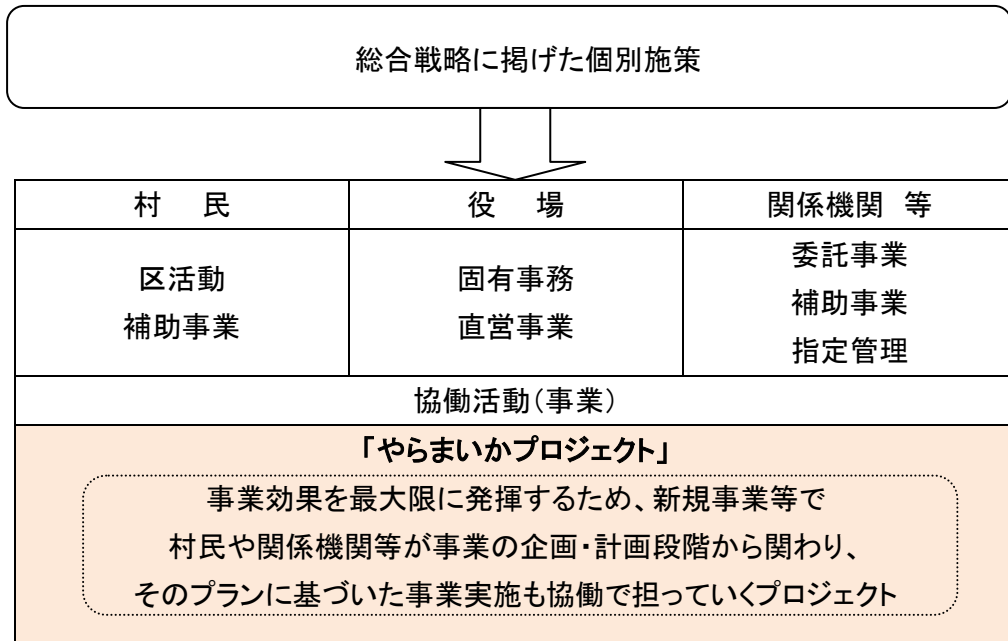 総合戦略に掲げた個別施策
村　民
役　場
関係機関 等
区活動
補助事業
固有事務
直営事業
委託事業
補助事業
指定管理
協働活動(事業)
「やらまいかプロジェクト」
事業効果を最大限に発揮するため、新規事業等で
村民や関係機関等が事業の企画・計画段階から関わり、
そのプランに基づいた事業実施も協働で担っていくプロジェクト